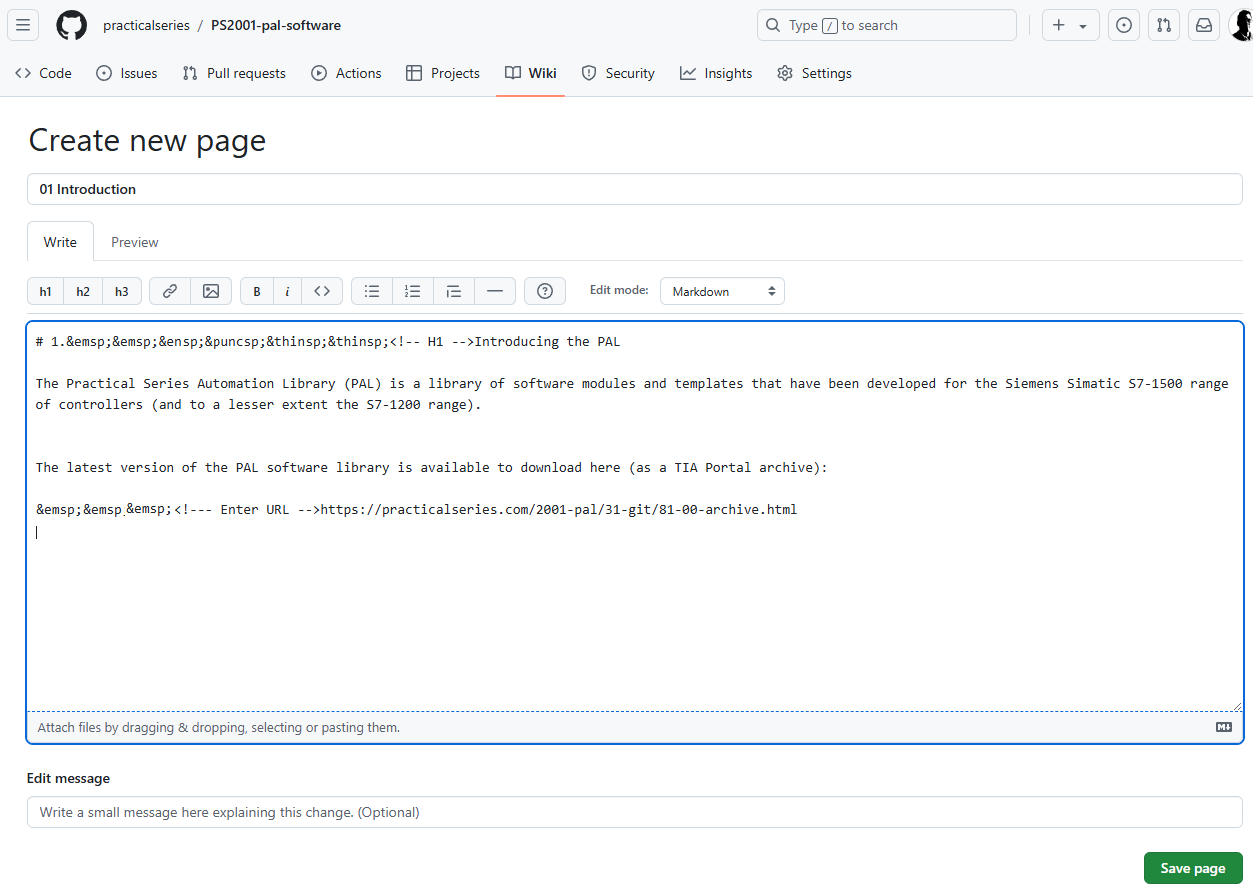 practicalseries / PS2001-pal-software
Type / to search
Code Issues Pull requests Actions Projects Wiki Security Insights Settings
Create new page
01 Introduction
Write Preview
h1 h2 h3 B i Edit mode: Markdown
# 1.&emsp;&emsp;&ensp;&puncsp;&thinsp;&thinsp;<!-- H1 -->Introducing the PAL
The Practical Series Automation Library (PAL) is a library of software modules and templates that have been developed for the Siemens Simatic S7-1500 range
of controllers (and to a lesser extent the S7-1200 range).
The latest version of the PAL software library is available to download here (as a TIA Portal archive):
&emsp;&emsp;&emsp;<!--- Enter URL -->https://practicalseries.com/2001-pal/31-git/81-00-archive.html
Attach files by dragging & dropping, selecting or pasting them.
Edit message
Write a small message here explaining this change. (Optional)
Save page